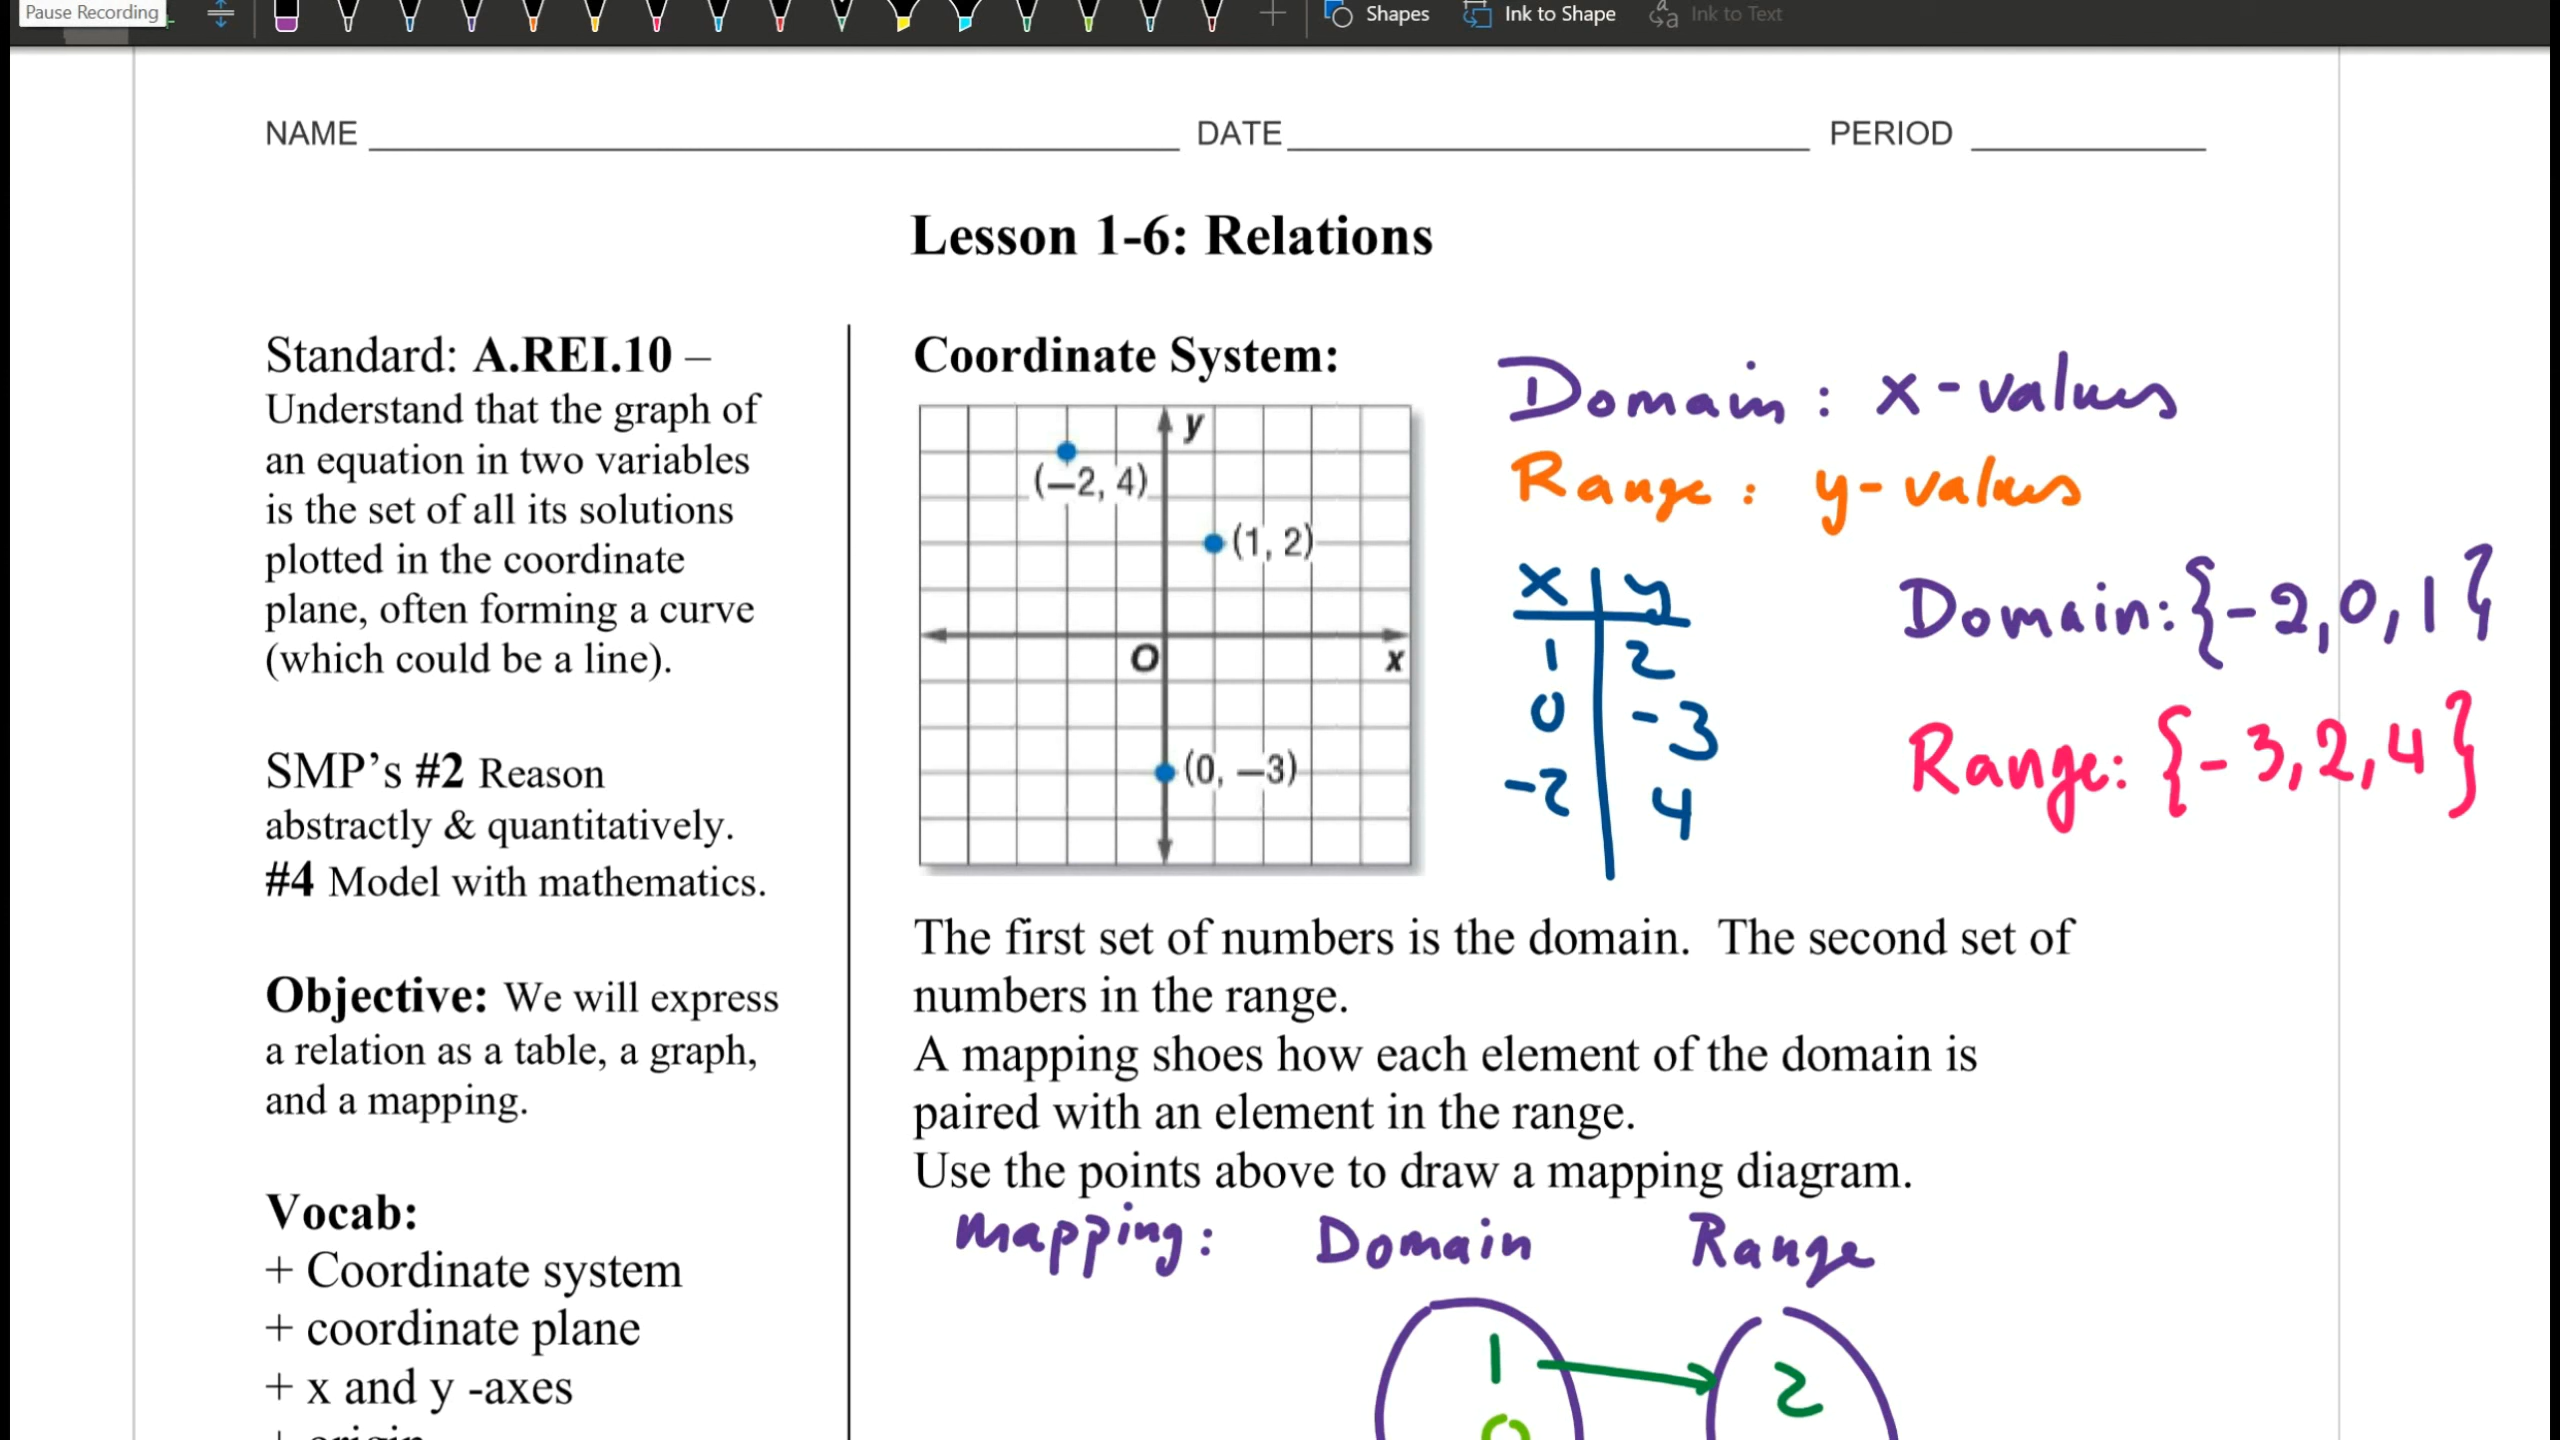 Pause Recording
Shapes
Ink to Shape
Ink to Text
NAME DATE PERIOD
Lesson 1-6: Relations
Standard: A.REI.10 –
Understand that the graph of
an equation in two variables
is the set of all its solutions
plotted in the coordinate
plane, often forming a curve
(which could be a line).
SMP's #2 Reason
abstractly & quantitatively.
#4 Model with mathematics.
Objective: We will express
a relation as a table, a graph,
and a mapping.
Vocab:
+ Coordinate system
+ coordinate plane
+ x and y -axes
+ origin
Coordinate System:
y
(–2, 4)
(1, 2)
O
x
(0, –3)
Domain: x-values
Range: y-values
x y
1 2
0 -3
-2 4
Domain: {-2, 0, 1}
Range: {-3, 2, 4}
The first set of numbers is the domain. The second set of
numbers in the range.
A mapping shoes how each element of the domain is
paired with an element in the range.
Use the points above to draw a mapping diagram.
Mapping: Domain Range
1 2
0